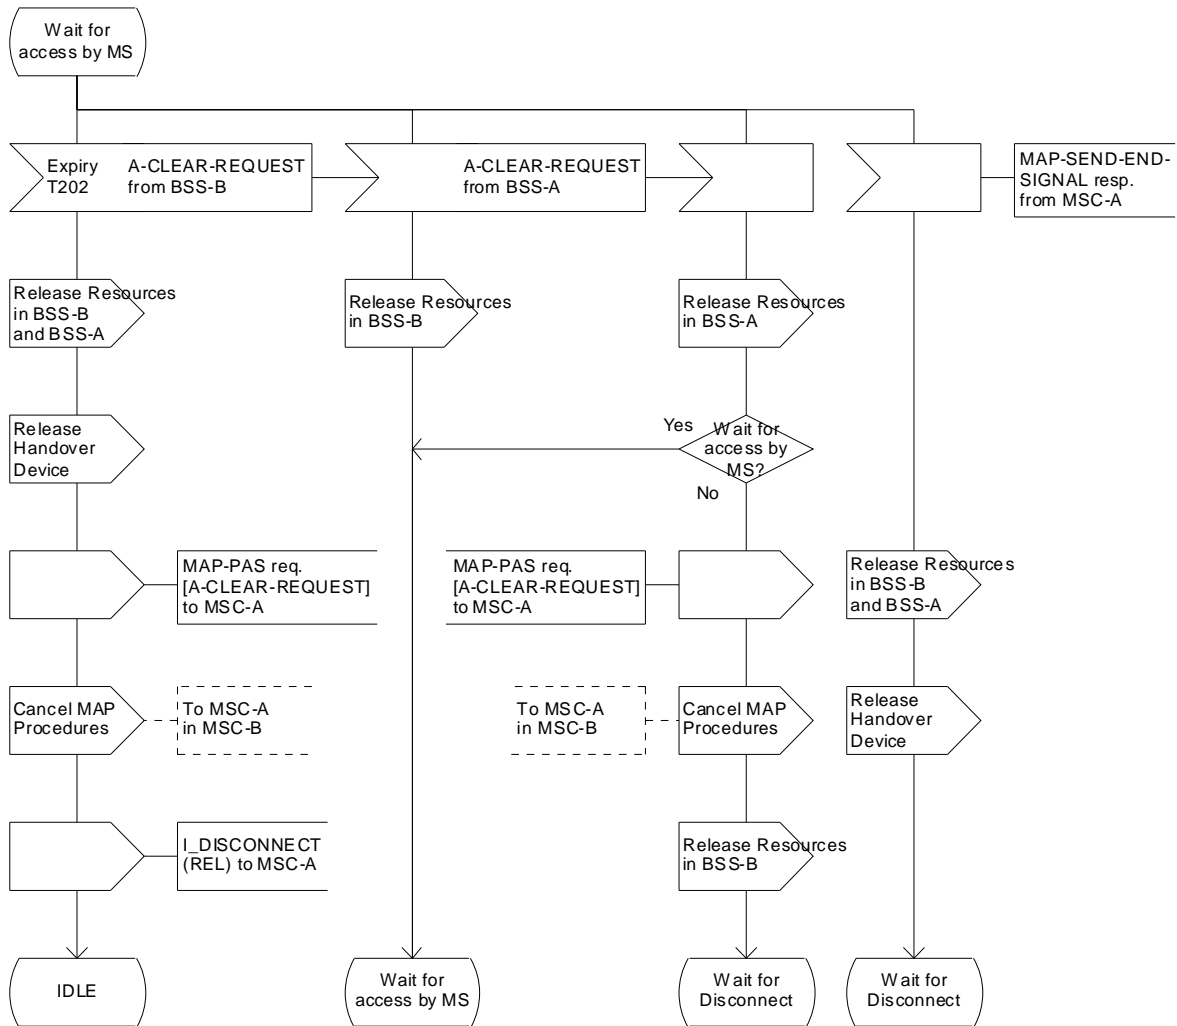 Wait for
access by MS
Expiry
T202
A-CLEAR-REQUEST
from BSS-B
A-CLEAR-REQUEST
from BSS-A
MAP-SEND-END-
SIGNAL resp.
from MSC-A
Release Resources
in BSS-B
and BSS-A
Release Resources
in BSS-B
Release Resources
in BSS-A
Release
Handover
Device
Yes
Wait for
access by
MS?
No
MAP-PAS req.
[A-CLEAR-REQUEST]
to MSC-A
MAP-PAS req.
[A-CLEAR-REQUEST]
to MSC-A
Release Resources
in BSS-B
and BSS-A
Cancel MAP
Procedures
To MSC-A
in MSC-B
To MSC-A
in MSC-B
Cancel MAP
Procedures
Release
Handover
Device
I_DISCONNECT
(REL) to MSC-A
Release Resources
in BSS-B
IDLE
Wait for
access by MS
Wait for
Disconnect
Wait for
Disconnect